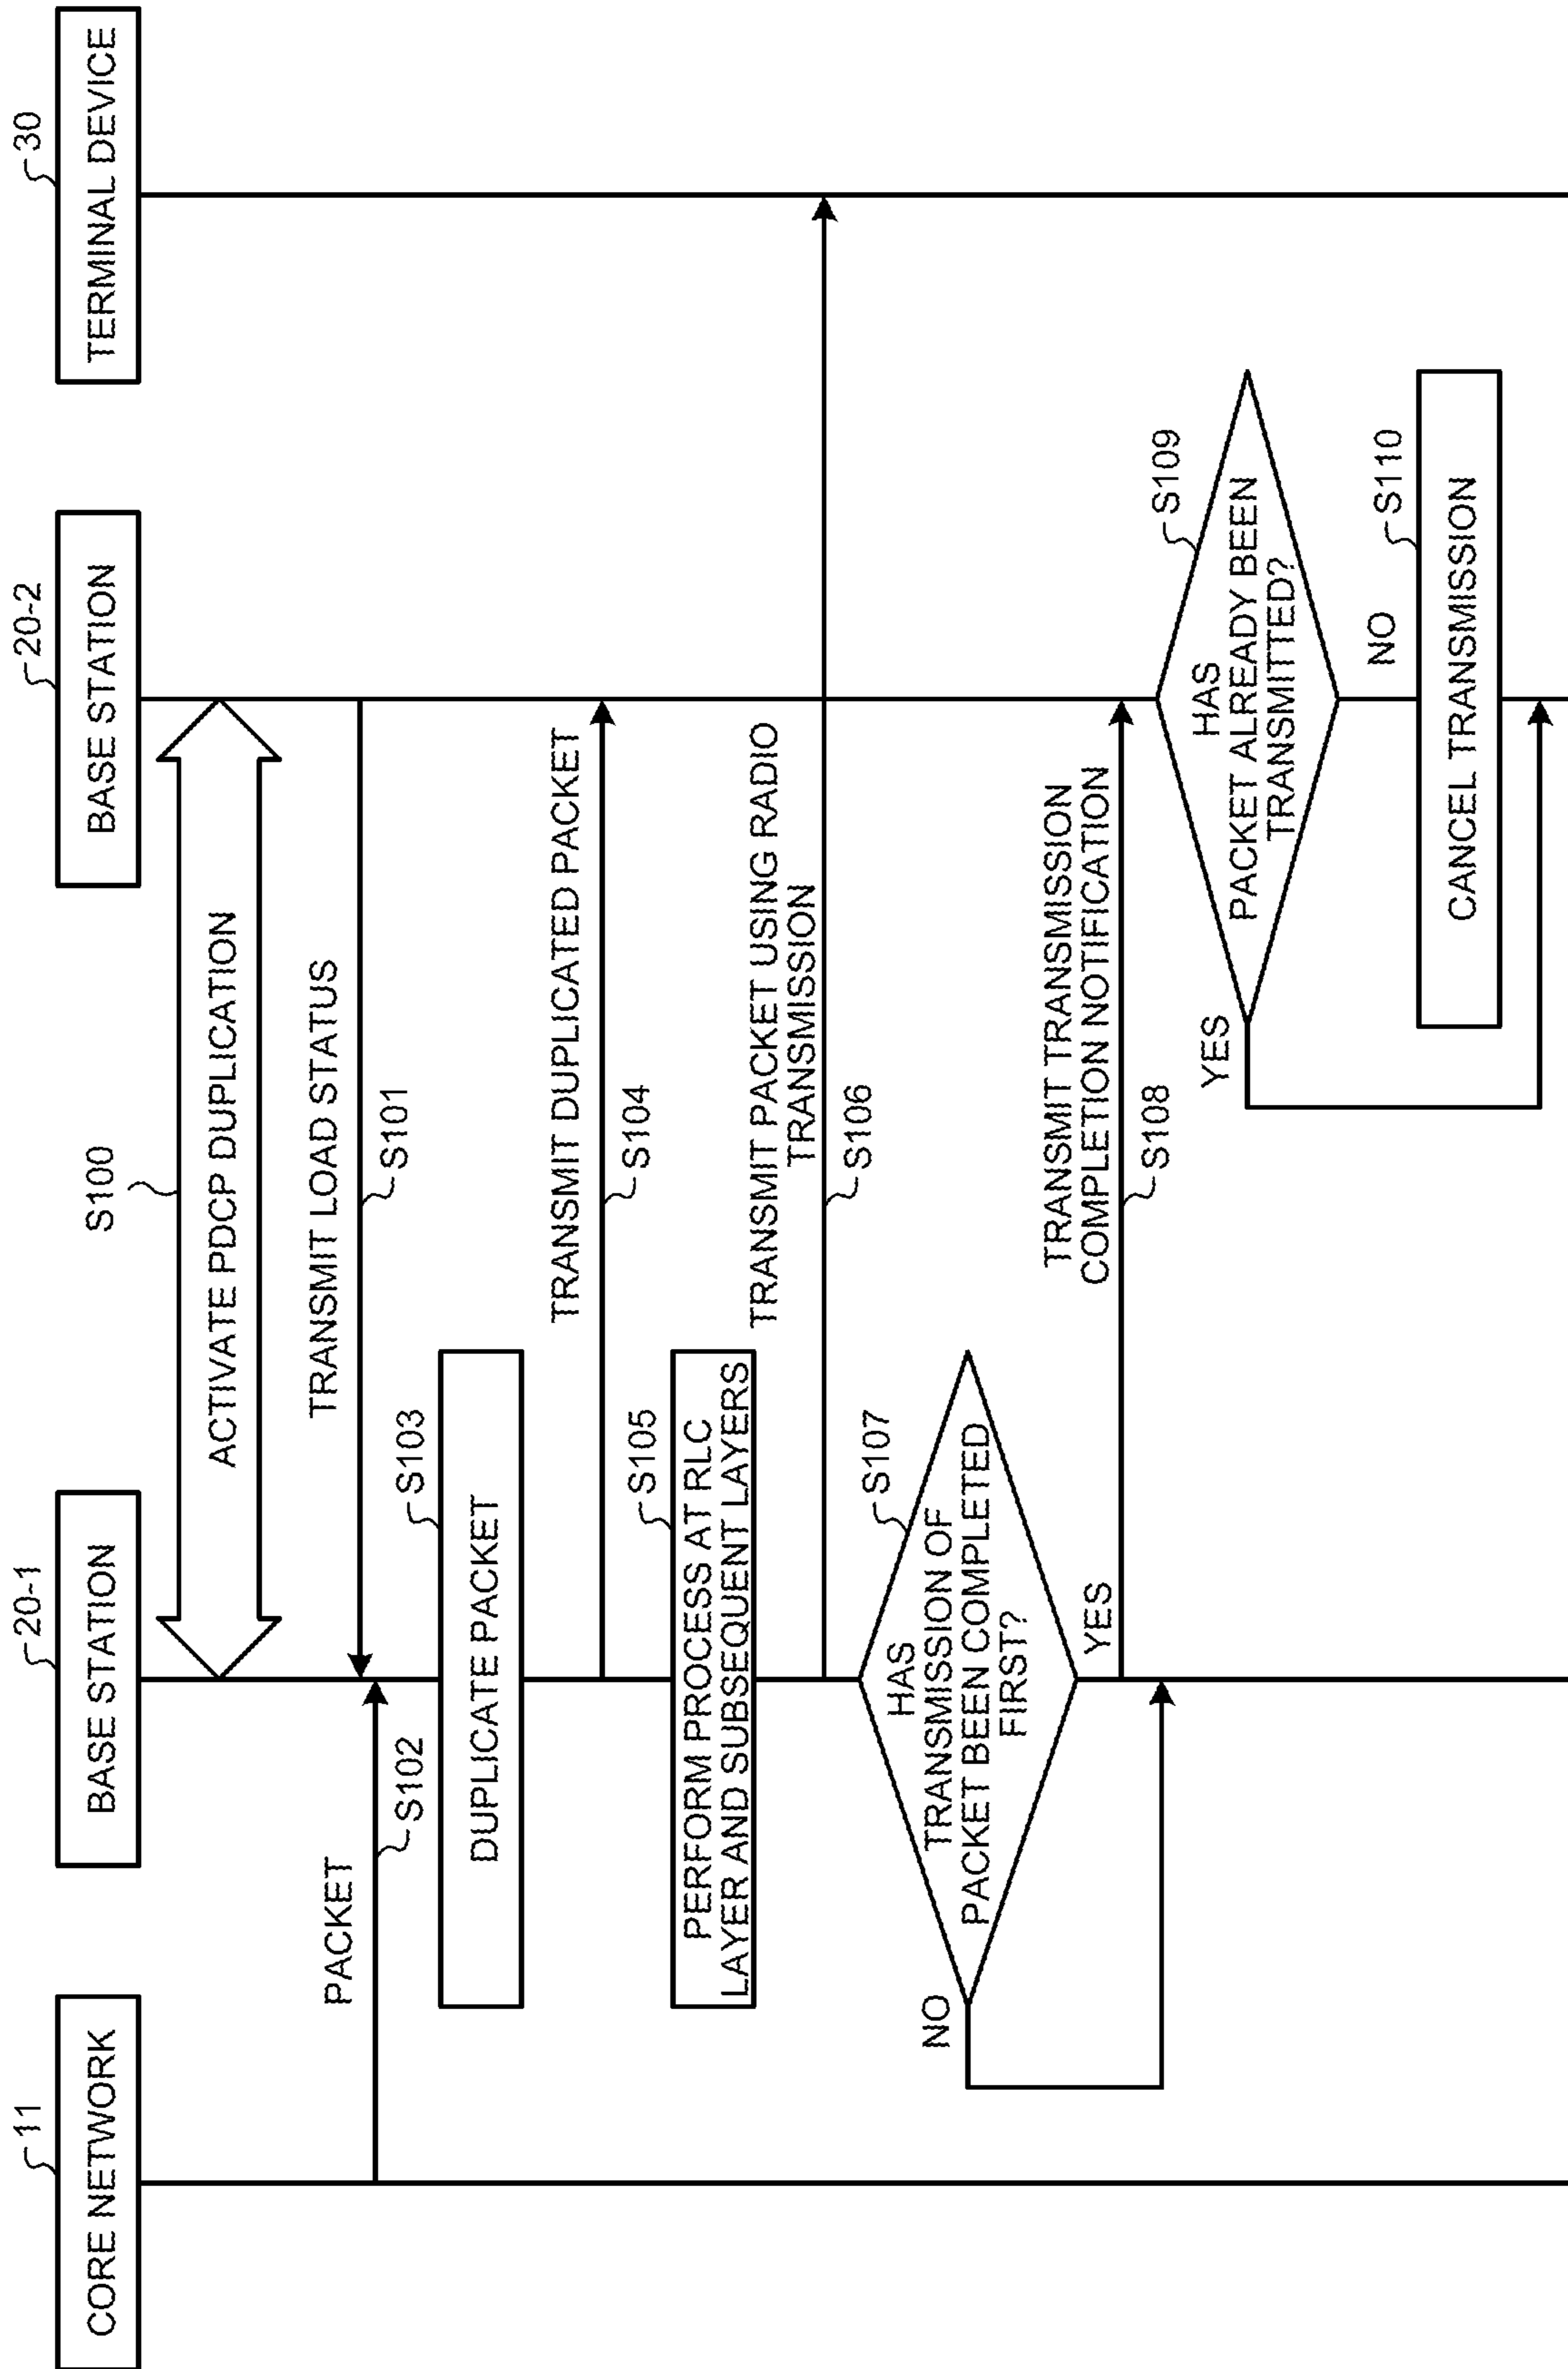 11
CORE NETWORK
20-1
BASE STATION
20-2
BASE STATION
30
TERMINAL DEVICE
S100
ACTIVATE PDCP DUPLICATION
TRANSMIT LOAD STATUS
S101
PACKET
S102
S103
DUPLICATE PACKET
TRANSMIT DUPLICATED PACKET
S104
S105
PERFORM PROCESS AT RLC
LAYER AND SUBSEQUENT LAYERS
TRANSMIT PACKET USING RADIO
TRANSMISSION
S106
S107
HAS
TRANSMISSION OF
PACKET BEEN COMPLETED
FIRST?
NO
YES
TRANSMIT TRANSMISSION
COMPLETION NOTIFICATION
S108
S109
HAS
PACKET ALREADY BEEN
TRANSMITTED?
YES
NO
S110
CANCEL TRANSMISSION